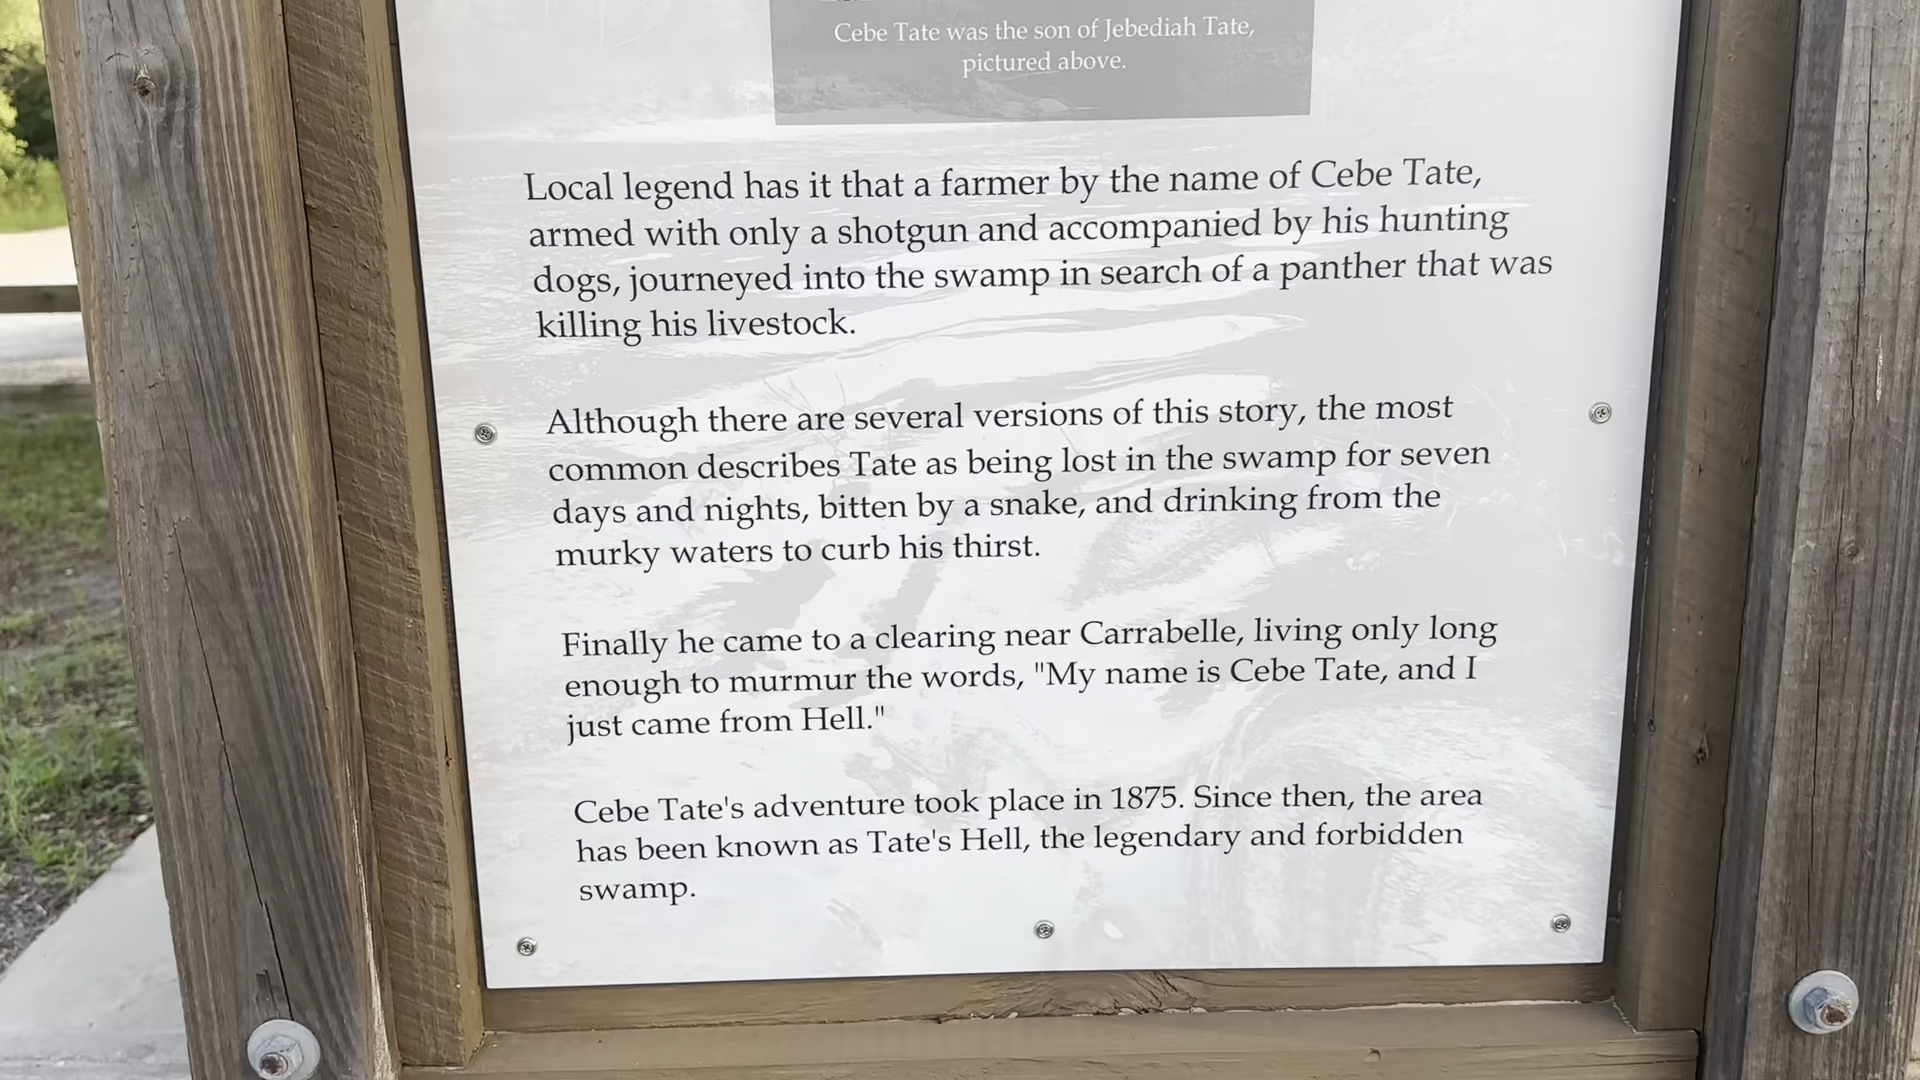 Cebe Tate was the son of Jebediah Tate,
pictured above.
Local legend has it that a farmer by the name of Cebe Tate,
armed with only a shotgun and accompanied by his hunting
dogs, journeyed into the swamp in search of a panther that was
killing his livestock.
Although there are several versions of this story, the most
common describes Tate as being lost in the swamp for seven
days and nights, bitten by a snake, and drinking from the
murky waters to curb his thirst.
Finally he came to a clearing near Carrabelle, living only long
enough to murmur the words, "My name is Cebe Tate, and I
just came from Hell."
Cebe Tate's adventure took place in 1875. Since then, the area
has been known as Tate's Hell, the legendary and forbidden
swamp.